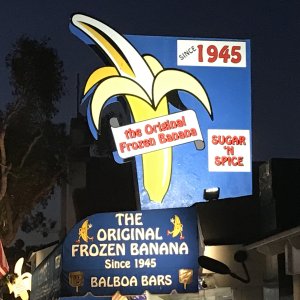 SINCE 1945
the Original
Frozen Banana
SUGAR
'N
SPICE
THE
ORIGINAL
FROZEN BANANA
Since 1945
BALBOA BARS